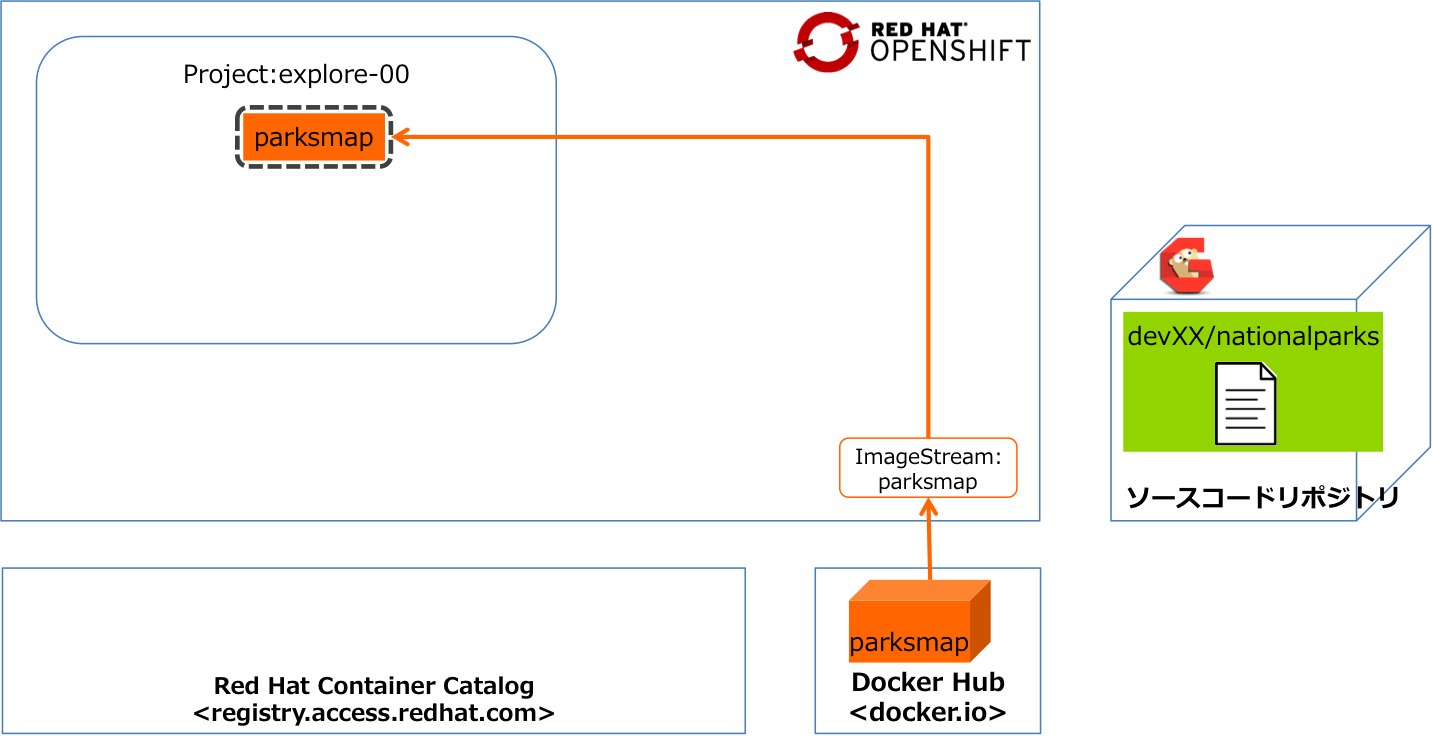 RED HAT®
OPENSHIFT
Project:explore-00
parksmap
devXX/nationalparks
ImageStream:
parksmap
ソースコードリポジトリ
parksmap
Red Hat Container Catalog
<registry.access.redhat.com>
Docker Hub
<docker.io>